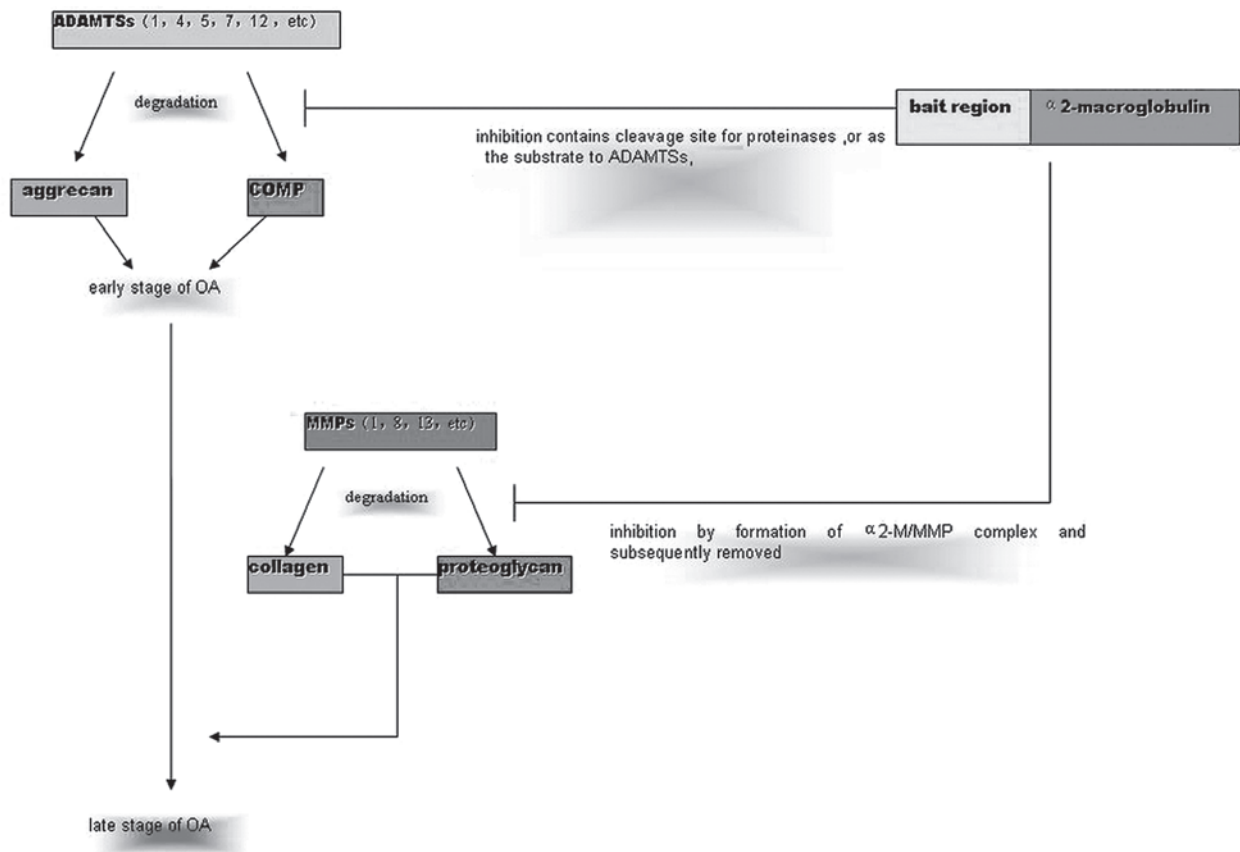 ADAMTSs (1, 4, 5, 7, 12, etc)
degradation
bait region
α2-macroglobulin
inhibition contains cleavage site for proteinases ,or as
the substrate to ADAMTSs,
aggrecan
COMP
early stage of OA
MMPs (1, 8, 13, etc)
degradation
inhibition by formation of α2-M/MMP complex and
subsequently removed
collagen
proteoglycan
late stage of OA